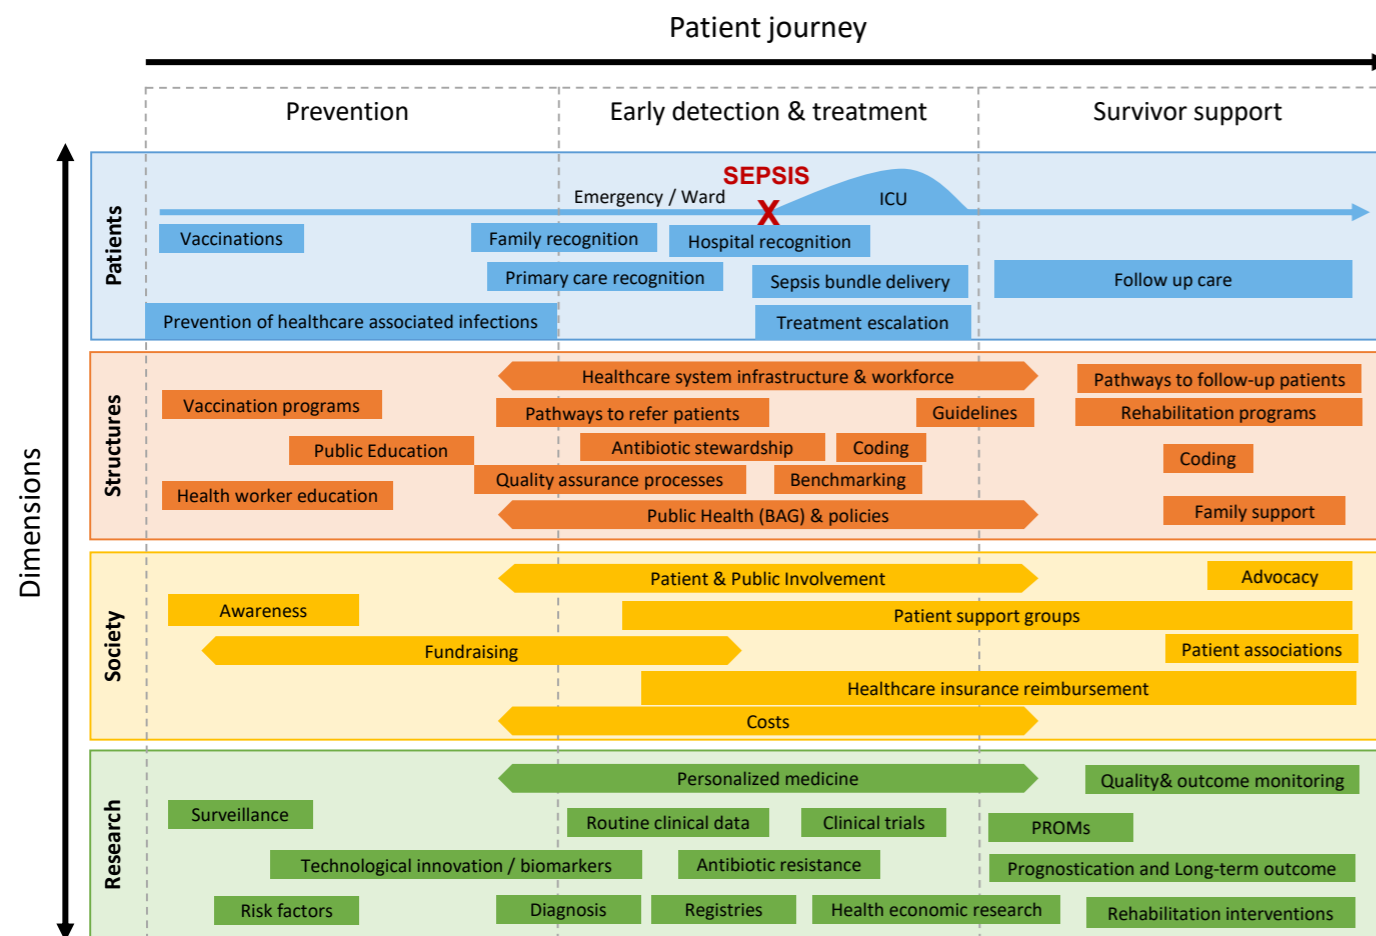 Patient journey
Prevention
Early detection & treatment
Survivor support
Dimensions
Patients
SEPSIS
Emergency / Ward
X
ICU
Vaccinations
Family recognition
Hospital recognition
Primary care recognition
Sepsis bundle delivery
Follow up care
Prevention of healthcare associated infections
Treatment escalation
Structures
Healthcare system infrastructure & workforce
Pathways to follow-up patients
Vaccination programs
Pathways to refer patients
Guidelines
Rehabilitation programs
Public Education
Antibiotic stewardship
Coding
Coding
Health worker education
Quality assurance processes
Benchmarking
Public Health (BAG) & policies
Family support
Society
Patient & Public Involvement
Advocacy
Awareness
Patient support groups
Fundraising
Patient associations
Healthcare insurance reimbursement
Costs
Research
Personalized medicine
Quality& outcome monitoring
Surveillance
Routine clinical data
Clinical trials
PROMs
Technological innovation / biomarkers
Antibiotic resistance
Prognostication and Long-term outcome
Risk factors
Diagnosis
Registries
Health economic research
Rehabilitation interventions